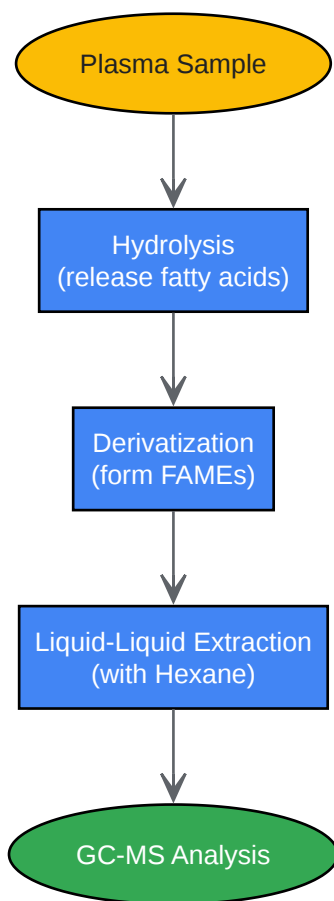 Plasma Sample
Hydrolysis
(release fatty acids)
Derivatization
(form FAMEs)
Liquid-Liquid Extraction
(with Hexane)
GC-MS Analysis